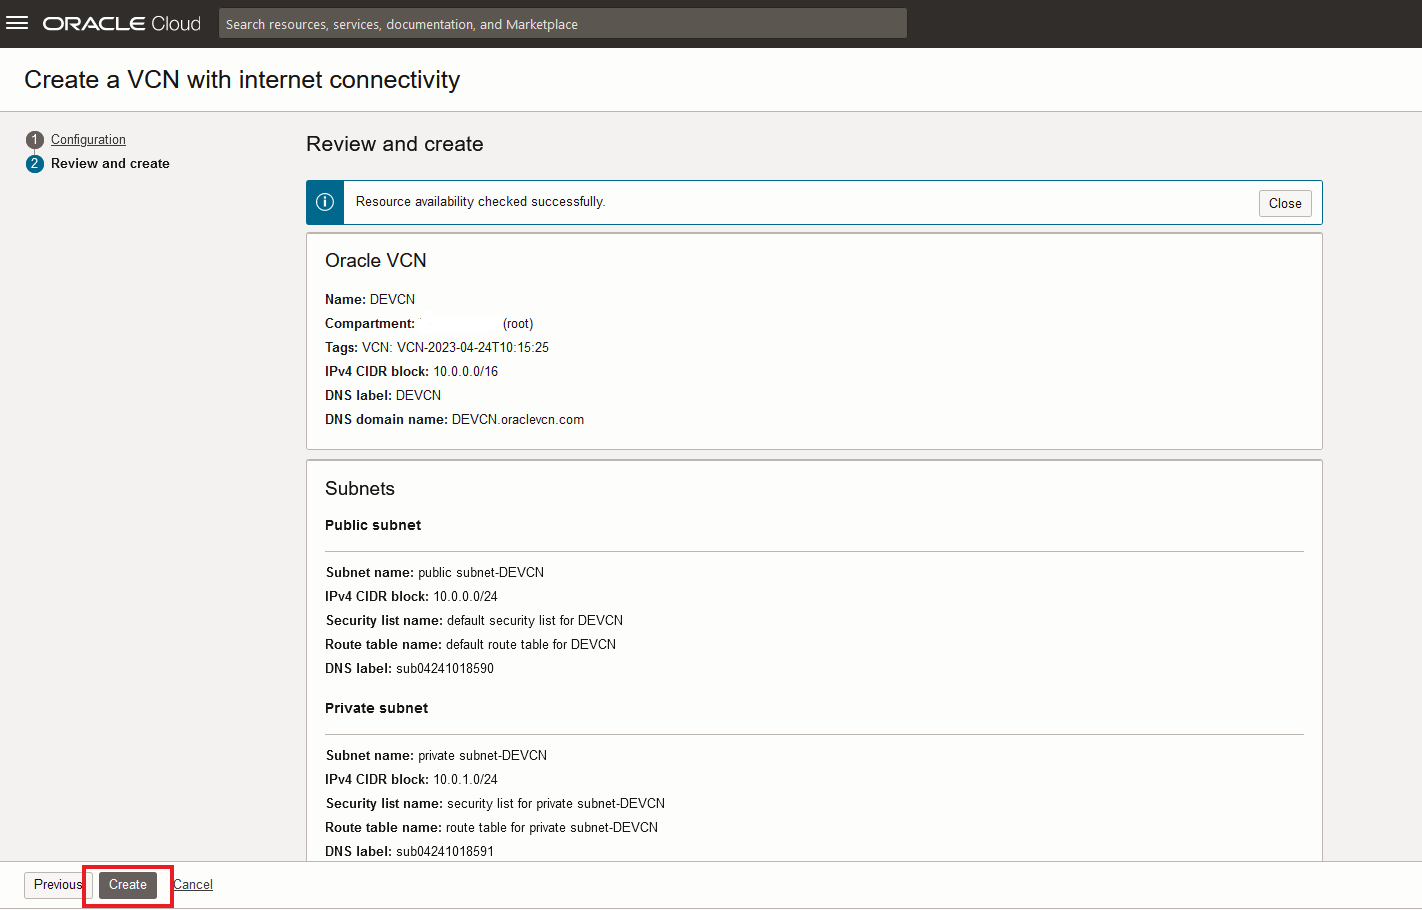 ORACLE Cloud
Search resources, services, documentation, and Marketplace
Create a VCN with internet connectivity
1 Configuration
2 Review and create
Review and create
Resource availability checked successfully.
Close
Oracle VCN
Name: DEVCN
Compartment: (root)
Tags: VCN: VCN-2023-04-24T10:15:25
IPv4 CIDR block: 10.0.0.0/16
DNS label: DEVCN
DNS domain name: DEVCN.oraclevcn.com
Subnets
Public subnet
Subnet name: public subnet-DEVCN
IPv4 CIDR block: 10.0.0.0/24
Security list name: default security list for DEVCN
Route table name: default route table for DEVCN
DNS label: sub04241018590
Private subnet
Subnet name: private subnet-DEVCN
IPv4 CIDR block: 10.0.1.0/24
Security list name: security list for private subnet-DEVCN
Route table name: route table for private subnet-DEVCN
DNS label: sub04241018591
Previous
Create
Cancel